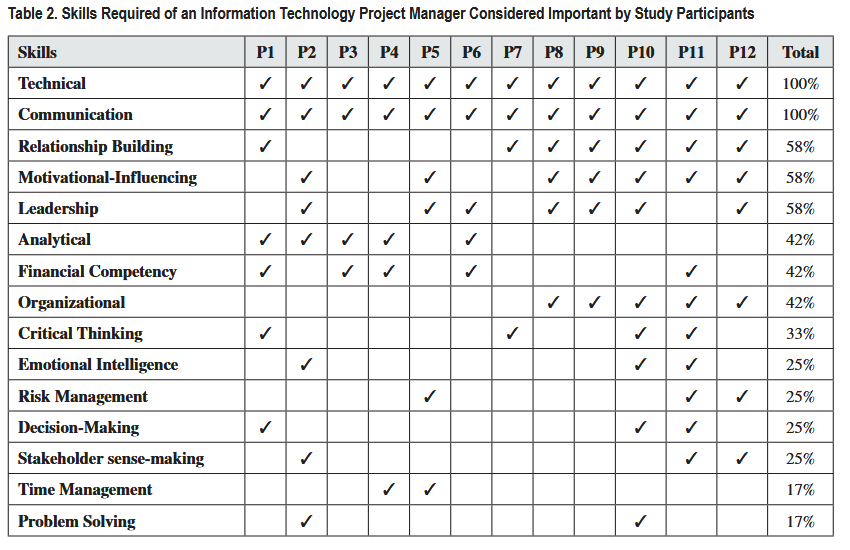 Table 2. Skills Required of an Information Technology Project Manager Considered Important by Study Participants
Skills P1 P2 P3 P4 P5 P6 P7 P8 P9 P10 P11 P12 Total
Technical ✓ ✓ ✓ ✓ ✓ ✓ ✓ ✓ ✓ ✓ ✓ ✓ 100%
Communication ✓ ✓ ✓ ✓ ✓ ✓ ✓ ✓ ✓ ✓ ✓ ✓ 100%
Relationship Building ✓ ✓ ✓ ✓ ✓ ✓ ✓ 58%
Motivational-Influencing ✓ ✓ ✓ ✓ ✓ ✓ ✓ 58%
Leadership ✓ ✓ ✓ ✓ ✓ ✓ ✓ 58%
Analytical ✓ ✓ ✓ ✓ ✓ 42%
Financial Competency ✓ ✓ ✓ ✓ ✓ 42%
Organizational ✓ ✓ ✓ ✓ ✓ 42%
Critical Thinking ✓ ✓ ✓ ✓ 33%
Emotional Intelligence ✓ ✓ ✓ 25%
Risk Management ✓ ✓ ✓ 25%
Decision-Making ✓ ✓ ✓ 25%
Stakeholder sense-making ✓ ✓ ✓ 25%
Time Management ✓ ✓ 17%
Problem Solving ✓ ✓ 17%